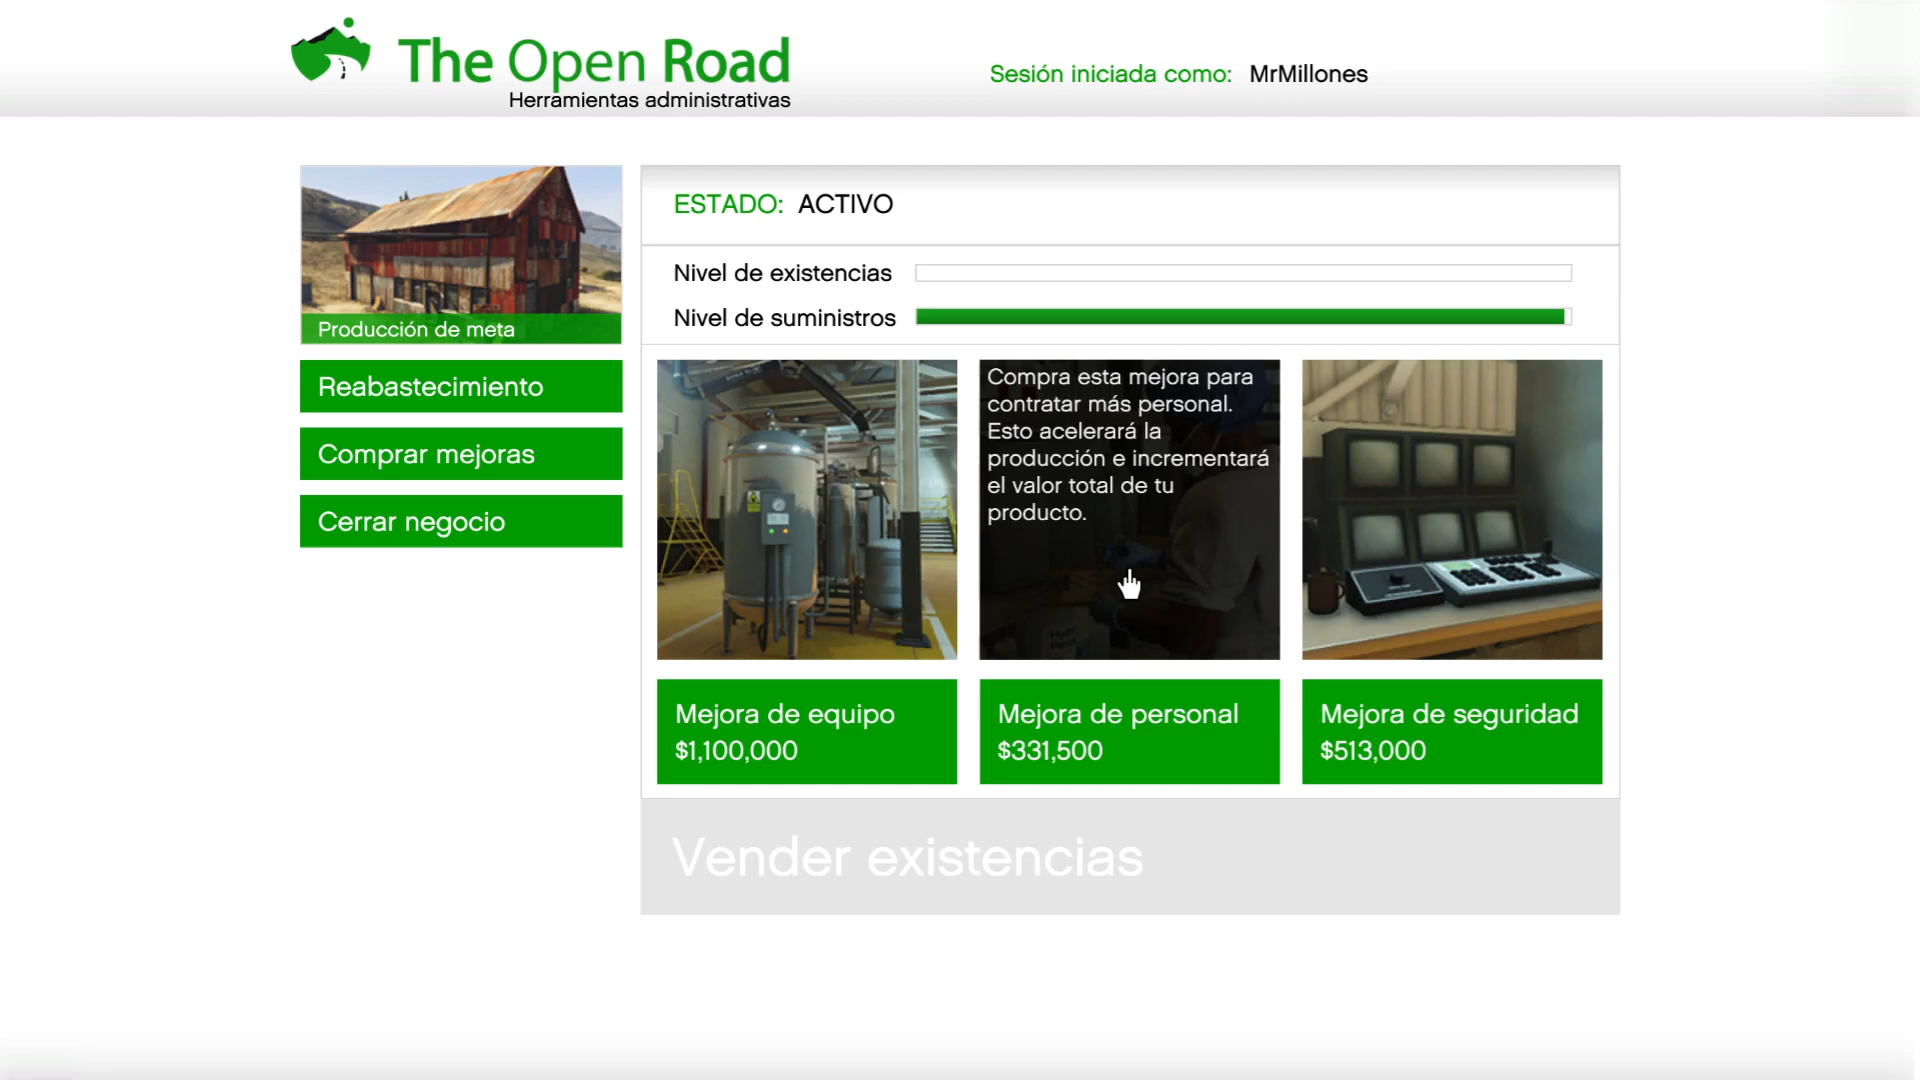 The Open Road
Herramientas administrativas
Sesión iniciada como: MrMillones
Producción de meta
Reabastecimiento
Comprar mejoras
Cerrar negocio
ESTADO: ACTIVO
Nivel de existencias
Nivel de suministros
Compra esta mejora para
contratar más personal.
Esto acelerará la
producción e incrementará
el valor total de tu
producto.
Mejora de equipo
$1,100,000
Mejora de personal
$331,500
Mejora de seguridad
$513,000
Vender existencias